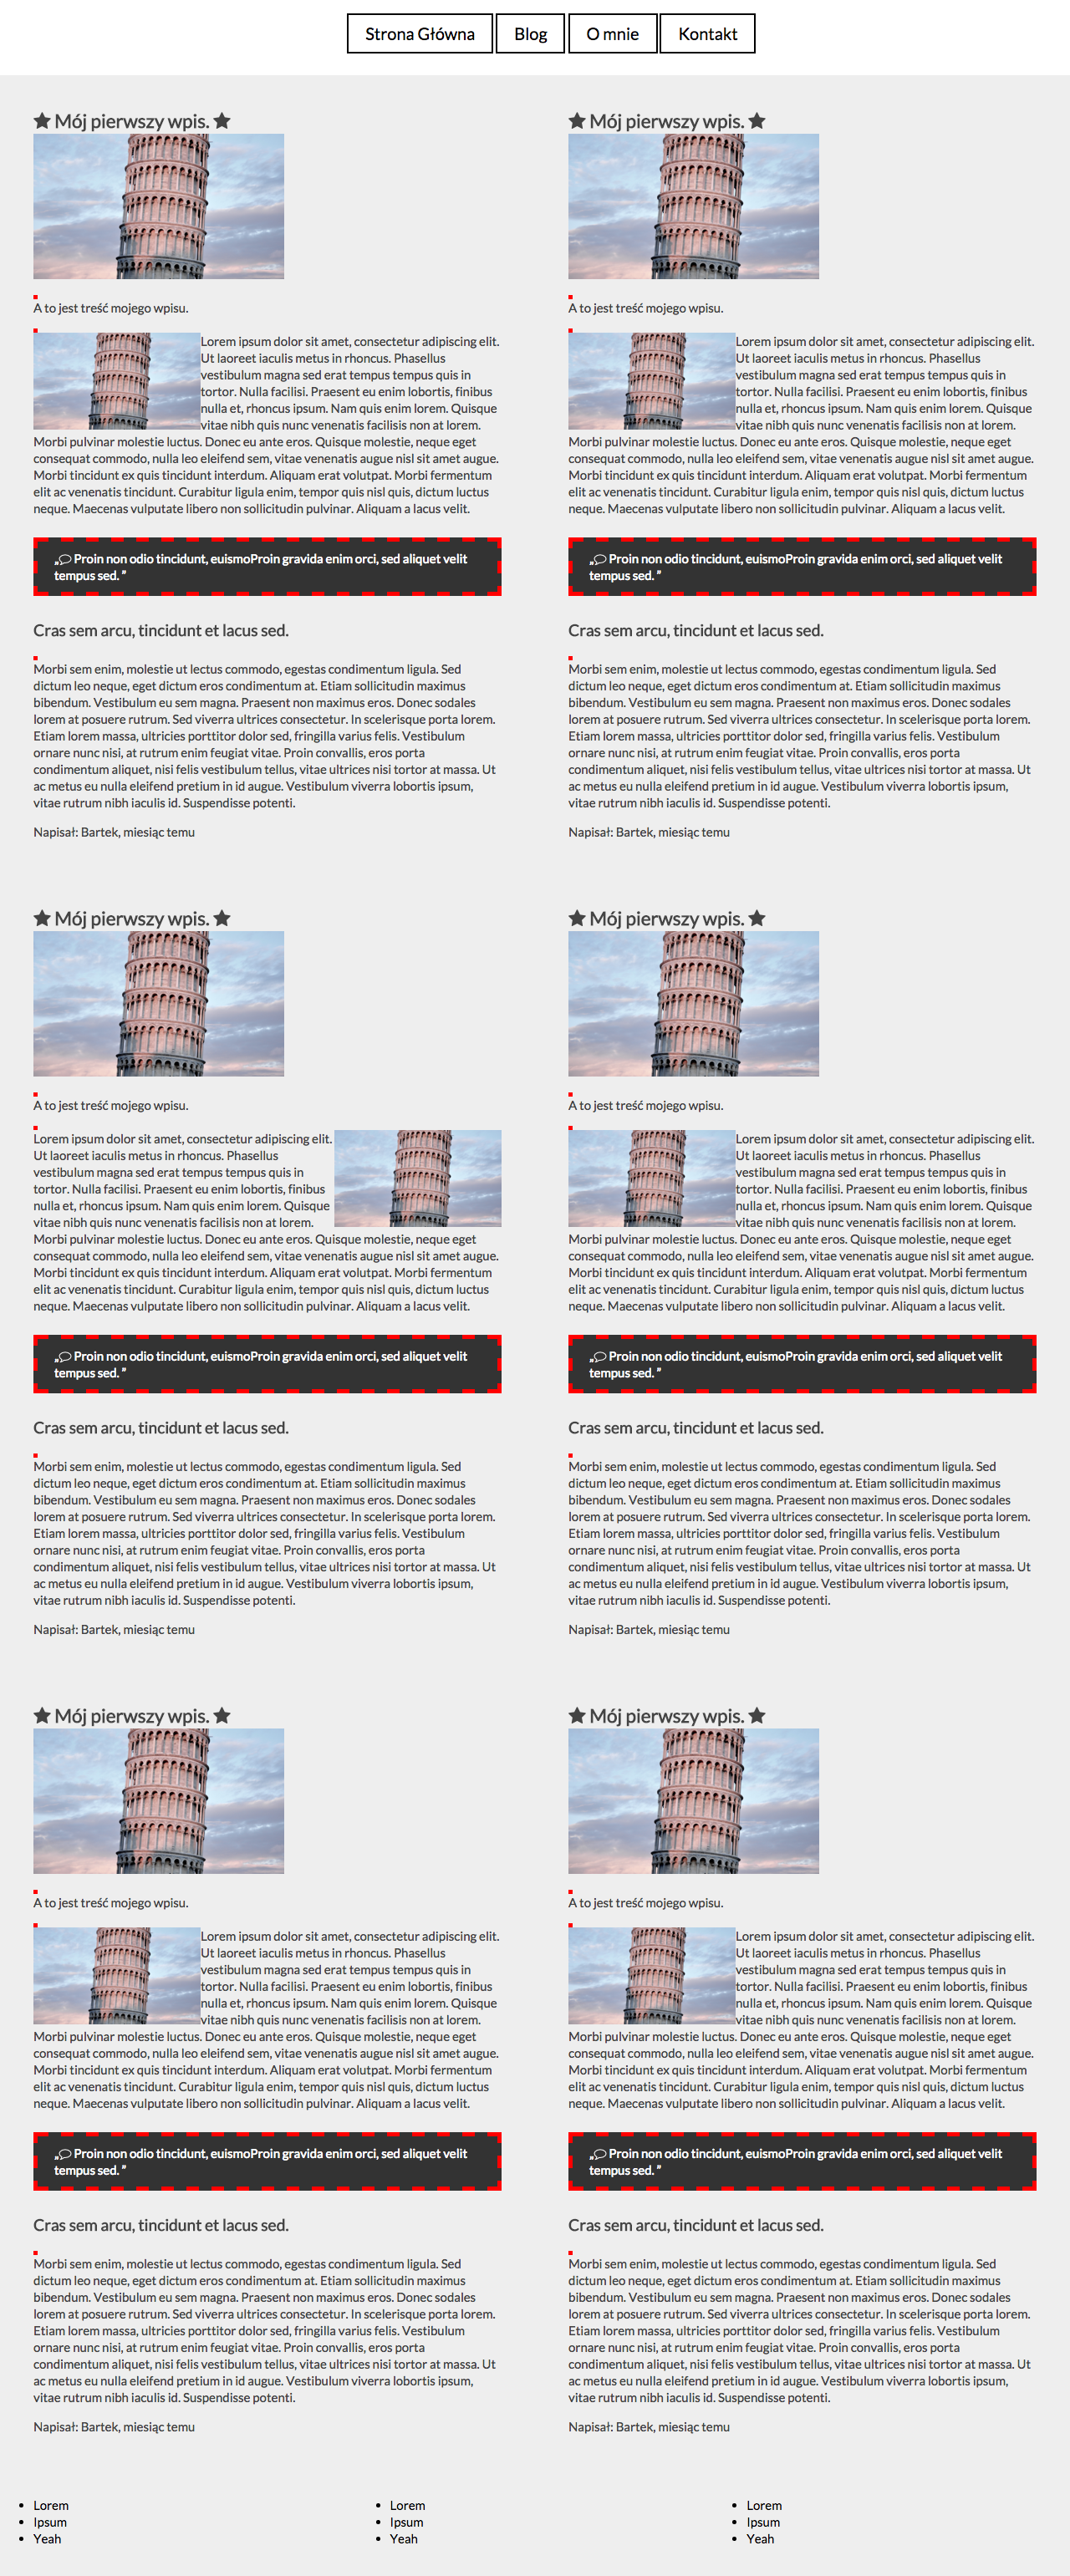 Strona Główna Blog O mnie Kontakt
★ Mój pierwszy wpis. ★
A to jest treść mojego wpisu.
Lorem ipsum dolor sit amet, consectetur adipiscing elit.
Ut laoreet iaculis metus in rhoncus. Phasellus
vestibulum magna sed erat tempus tempus quis in
tortor. Nulla facilisi. Praesent eu enim lobortis, finibus
nulla et, rhoncus ipsum. Nam quis enim lorem. Quisque
vitae nibh quis nunc venenatis facilisis non at lorem.
Morbi pulvinar molestie luctus. Donec eu ante eros. Quisque molestie, neque eget
consequat commodo, nulla leo eleifend sem, vitae venenatis augue nisl sit amet augue.
Morbi tincidunt ex quis tincidunt interdum. Aliquam erat volutpat. Morbi fermentum
elit ac venenatis tincidunt. Curabitur ligula enim, tempor quis nisl quis, dictum luctus
neque. Maecenas vulputate libero non sollicitudin pulvinar. Aliquam a lacus velit.
„ Proin non odio tincidunt, euismoProin gravida enim orci, sed aliquet velit
tempus sed. ”
Cras sem arcu, tincidunt et lacus sed.
Morbi sem enim, molestie ut lectus commodo, egestas condimentum ligula. Sed
dictum leo neque, eget dictum eros condimentum at. Etiam sollicitudin maximus
bibendum. Vestibulum eu sem magna. Praesent non maximus eros. Donec sodales
lorem at posuere rutrum. Sed viverra ultrices consectetur. In scelerisque porta lorem.
Etiam lorem massa, ultricies porttitor dolor sed, fringilla varius felis. Vestibulum
ornare nunc nisi, at rutrum enim feugiat vitae. Proin convallis, eros porta
condimentum aliquet, nisi felis vestibulum tellus, vitae ultrices nisi tortor at massa. Ut
ac metus eu nulla eleifend pretium in id augue. Vestibulum viverra lobortis ipsum,
vitae rutrum nibh iaculis id. Suspendisse potenti.
Napisał: Bartek, miesiąc temu
★ Mój pierwszy wpis. ★
A to jest treść mojego wpisu.
Lorem ipsum dolor sit amet, consectetur adipiscing elit.
Ut laoreet iaculis metus in rhoncus. Phasellus
vestibulum magna sed erat tempus tempus quis in
tortor. Nulla facilisi. Praesent eu enim lobortis, finibus
nulla et, rhoncus ipsum. Nam quis enim lorem. Quisque
vitae nibh quis nunc venenatis facilisis non at lorem.
Morbi pulvinar molestie luctus. Donec eu ante eros. Quisque molestie, neque eget
consequat commodo, nulla leo eleifend sem, vitae venenatis augue nisl sit amet augue.
Morbi tincidunt ex quis tincidunt interdum. Aliquam erat volutpat. Morbi fermentum
elit ac venenatis tincidunt. Curabitur ligula enim, tempor quis nisl quis, dictum luctus
neque. Maecenas vulputate libero non sollicitudin pulvinar. Aliquam a lacus velit.
„ Proin non odio tincidunt, euismoProin gravida enim orci, sed aliquet velit
tempus sed. ”
Cras sem arcu, tincidunt et lacus sed.
Morbi sem enim, molestie ut lectus commodo, egestas condimentum ligula. Sed
dictum leo neque, eget dictum eros condimentum at. Etiam sollicitudin maximus
bibendum. Vestibulum eu sem magna. Praesent non maximus eros. Donec sodales
lorem at posuere rutrum. Sed viverra ultrices consectetur. In scelerisque porta lorem.
Etiam lorem massa, ultricies porttitor dolor sed, fringilla varius felis. Vestibulum
ornare nunc nisi, at rutrum enim feugiat vitae. Proin convallis, eros porta
condimentum aliquet, nisi felis vestibulum tellus, vitae ultrices nisi tortor at massa. Ut
ac metus eu nulla eleifend pretium in id augue. Vestibulum viverra lobortis ipsum,
vitae rutrum nibh iaculis id. Suspendisse potenti.
Napisał: Bartek, miesiąc temu
★ Mój pierwszy wpis. ★
A to jest treść mojego wpisu.
Lorem ipsum dolor sit amet, consectetur adipiscing elit.
Ut laoreet iaculis metus in rhoncus. Phasellus
vestibulum magna sed erat tempus tempus quis in
tortor. Nulla facilisi. Praesent eu enim lobortis, finibus
nulla et, rhoncus ipsum. Nam quis enim lorem. Quisque
vitae nibh quis nunc venenatis facilisis non at lorem.
Morbi pulvinar molestie luctus. Donec eu ante eros. Quisque molestie, neque eget
consequat commodo, nulla leo eleifend sem, vitae venenatis augue nisl sit amet augue.
Morbi tincidunt ex quis tincidunt interdum. Aliquam erat volutpat. Morbi fermentum
elit ac venenatis tincidunt. Curabitur ligula enim, tempor quis nisl quis, dictum luctus
neque. Maecenas vulputate libero non sollicitudin pulvinar. Aliquam a lacus velit.
„ Proin non odio tincidunt, euismoProin gravida enim orci, sed aliquet velit
tempus sed. ”
Cras sem arcu, tincidunt et lacus sed.
Morbi sem enim, molestie ut lectus commodo, egestas condimentum ligula. Sed
dictum leo neque, eget dictum eros condimentum at. Etiam sollicitudin maximus
bibendum. Vestibulum eu sem magna. Praesent non maximus eros. Donec sodales
lorem at posuere rutrum. Sed viverra ultrices consectetur. In scelerisque porta lorem.
Etiam lorem massa, ultricies porttitor dolor sed, fringilla varius felis. Vestibulum
ornare nunc nisi, at rutrum enim feugiat vitae. Proin convallis, eros porta
condimentum aliquet, nisi felis vestibulum tellus, vitae ultrices nisi tortor at massa. Ut
ac metus eu nulla eleifend pretium in id augue. Vestibulum viverra lobortis ipsum,
vitae rutrum nibh iaculis id. Suspendisse potenti.
Napisał: Bartek, miesiąc temu
★ Mój pierwszy wpis. ★
A to jest treść mojego wpisu.
Lorem ipsum dolor sit amet, consectetur adipiscing elit.
Ut laoreet iaculis metus in rhoncus. Phasellus
vestibulum magna sed erat tempus tempus quis in
tortor. Nulla facilisi. Praesent eu enim lobortis, finibus
nulla et, rhoncus ipsum. Nam quis enim lorem. Quisque
vitae nibh quis nunc venenatis facilisis non at lorem.
Morbi pulvinar molestie luctus. Donec eu ante eros. Quisque molestie, neque eget
consequat commodo, nulla leo eleifend sem, vitae venenatis augue nisl sit amet augue.
Morbi tincidunt ex quis tincidunt interdum. Aliquam erat volutpat. Morbi fermentum
elit ac venenatis tincidunt. Curabitur ligula enim, tempor quis nisl quis, dictum luctus
neque. Maecenas vulputate libero non sollicitudin pulvinar. Aliquam a lacus velit.
„ Proin non odio tincidunt, euismoProin gravida enim orci, sed aliquet velit
tempus sed. ”
Cras sem arcu, tincidunt et lacus sed.
Morbi sem enim, molestie ut lectus commodo, egestas condimentum ligula. Sed
dictum leo neque, eget dictum eros condimentum at. Etiam sollicitudin maximus
bibendum. Vestibulum eu sem magna. Praesent non maximus eros. Donec sodales
lorem at posuere rutrum. Sed viverra ultrices consectetur. In scelerisque porta lorem.
Etiam lorem massa, ultricies porttitor dolor sed, fringilla varius felis. Vestibulum
ornare nunc nisi, at rutrum enim feugiat vitae. Proin convallis, eros porta
condimentum aliquet, nisi felis vestibulum tellus, vitae ultrices nisi tortor at massa. Ut
ac metus eu nulla eleifend pretium in id augue. Vestibulum viverra lobortis ipsum,
vitae rutrum nibh iaculis id. Suspendisse potenti.
Napisał: Bartek, miesiąc temu
★ Mój pierwszy wpis. ★
A to jest treść mojego wpisu.
Lorem ipsum dolor sit amet, consectetur adipiscing elit.
Ut laoreet iaculis metus in rhoncus. Phasellus
vestibulum magna sed erat tempus tempus quis in
tortor. Nulla facilisi. Praesent eu enim lobortis, finibus
nulla et, rhoncus ipsum. Nam quis enim lorem. Quisque
vitae nibh quis nunc venenatis facilisis non at lorem.
Morbi pulvinar molestie luctus. Donec eu ante eros. Quisque molestie, neque eget
consequat commodo, nulla leo eleifend sem, vitae venenatis augue nisl sit amet augue.
Morbi tincidunt ex quis tincidunt interdum. Aliquam erat volutpat. Morbi fermentum
elit ac venenatis tincidunt. Curabitur ligula enim, tempor quis nisl quis, dictum luctus
neque. Maecenas vulputate libero non sollicitudin pulvinar. Aliquam a lacus velit.
„ Proin non odio tincidunt, euismoProin gravida enim orci, sed aliquet velit
tempus sed. ”
Cras sem arcu, tincidunt et lacus sed.
Morbi sem enim, molestie ut lectus commodo, egestas condimentum ligula. Sed
dictum leo neque, eget dictum eros condimentum at. Etiam sollicitudin maximus
bibendum. Vestibulum eu sem magna. Praesent non maximus eros. Donec sodales
lorem at posuere rutrum. Sed viverra ultrices consectetur. In scelerisque porta lorem.
Etiam lorem massa, ultricies porttitor dolor sed, fringilla varius felis. Vestibulum
ornare nunc nisi, at rutrum enim feugiat vitae. Proin convallis, eros porta
condimentum aliquet, nisi felis vestibulum tellus, vitae ultrices nisi tortor at massa. Ut
ac metus eu nulla eleifend pretium in id augue. Vestibulum viverra lobortis ipsum,
vitae rutrum nibh iaculis id. Suspendisse potenti.
Napisał: Bartek, miesiąc temu
★ Mój pierwszy wpis. ★
A to jest treść mojego wpisu.
Lorem ipsum dolor sit amet, consectetur adipiscing elit.
Ut laoreet iaculis metus in rhoncus. Phasellus
vestibulum magna sed erat tempus tempus quis in
tortor. Nulla facilisi. Praesent eu enim lobortis, finibus
nulla et, rhoncus ipsum. Nam quis enim lorem. Quisque
vitae nibh quis nunc venenatis facilisis non at lorem.
Morbi pulvinar molestie luctus. Donec eu ante eros. Quisque molestie, neque eget
consequat commodo, nulla leo eleifend sem, vitae venenatis augue nisl sit amet augue.
Morbi tincidunt ex quis tincidunt interdum. Aliquam erat volutpat. Morbi fermentum
elit ac venenatis tincidunt. Curabitur ligula enim, tempor quis nisl quis, dictum luctus
neque. Maecenas vulputate libero non sollicitudin pulvinar. Aliquam a lacus velit.
„ Proin non odio tincidunt, euismoProin gravida enim orci, sed aliquet velit
tempus sed. ”
Cras sem arcu, tincidunt et lacus sed.
Morbi sem enim, molestie ut lectus commodo, egestas condimentum ligula. Sed
dictum leo neque, eget dictum eros condimentum at. Etiam sollicitudin maximus
bibendum. Vestibulum eu sem magna. Praesent non maximus eros. Donec sodales
lorem at posuere rutrum. Sed viverra ultrices consectetur. In scelerisque porta lorem.
Etiam lorem massa, ultricies porttitor dolor sed, fringilla varius felis. Vestibulum
ornare nunc nisi, at rutrum enim feugiat vitae. Proin convallis, eros porta
condimentum aliquet, nisi felis vestibulum tellus, vitae ultrices nisi tortor at massa. Ut
ac metus eu nulla eleifend pretium in id augue. Vestibulum viverra lobortis ipsum,
vitae rutrum nibh iaculis id. Suspendisse potenti.
Napisał: Bartek, miesiąc temu
• Lorem
• Ipsum
• Yeah
• Lorem
• Ipsum
• Yeah
• Lorem
• Ipsum
• Yeah